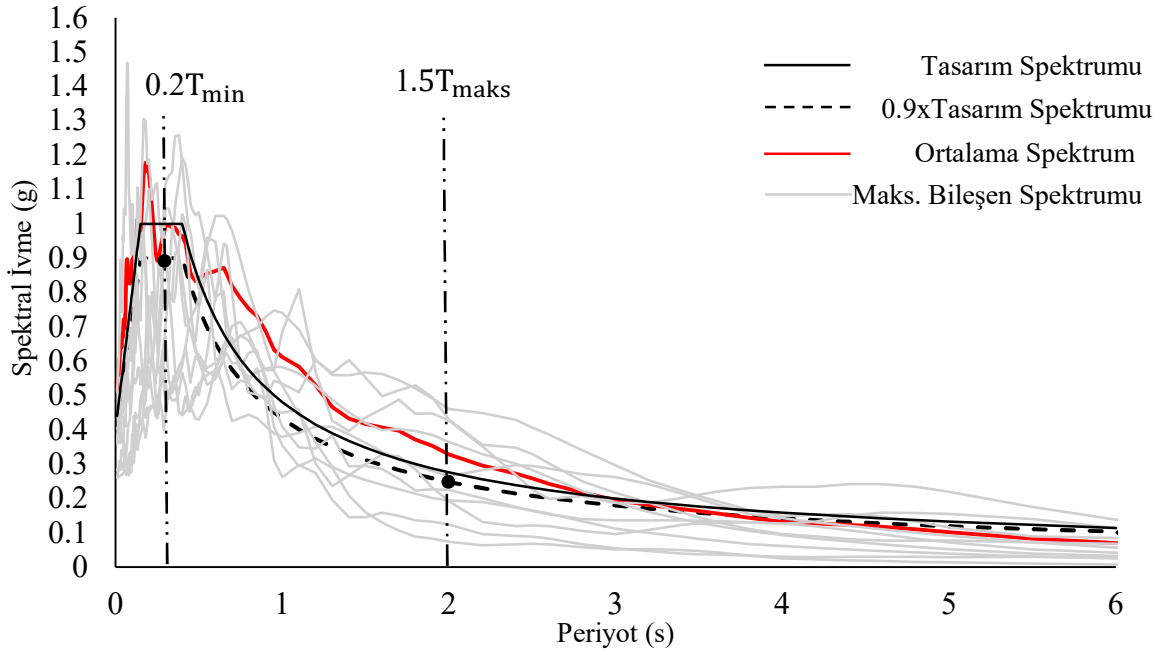 1.6
1.5
1.4
1.3
1.2
1.1
1
0.9
0.8
0.7
0.6
0.5
0.4
0.3
0.2
0.1
0
Spektral İvme (g)
0.2Tmin
1.5Tmaks
Tasarım Spektrumu
0.9xTasarım Spektrumu
Ortalama Spektrum
Maks. Bileşen Spektrumu
0 1 2 3 4 5 6
Periyot (s)